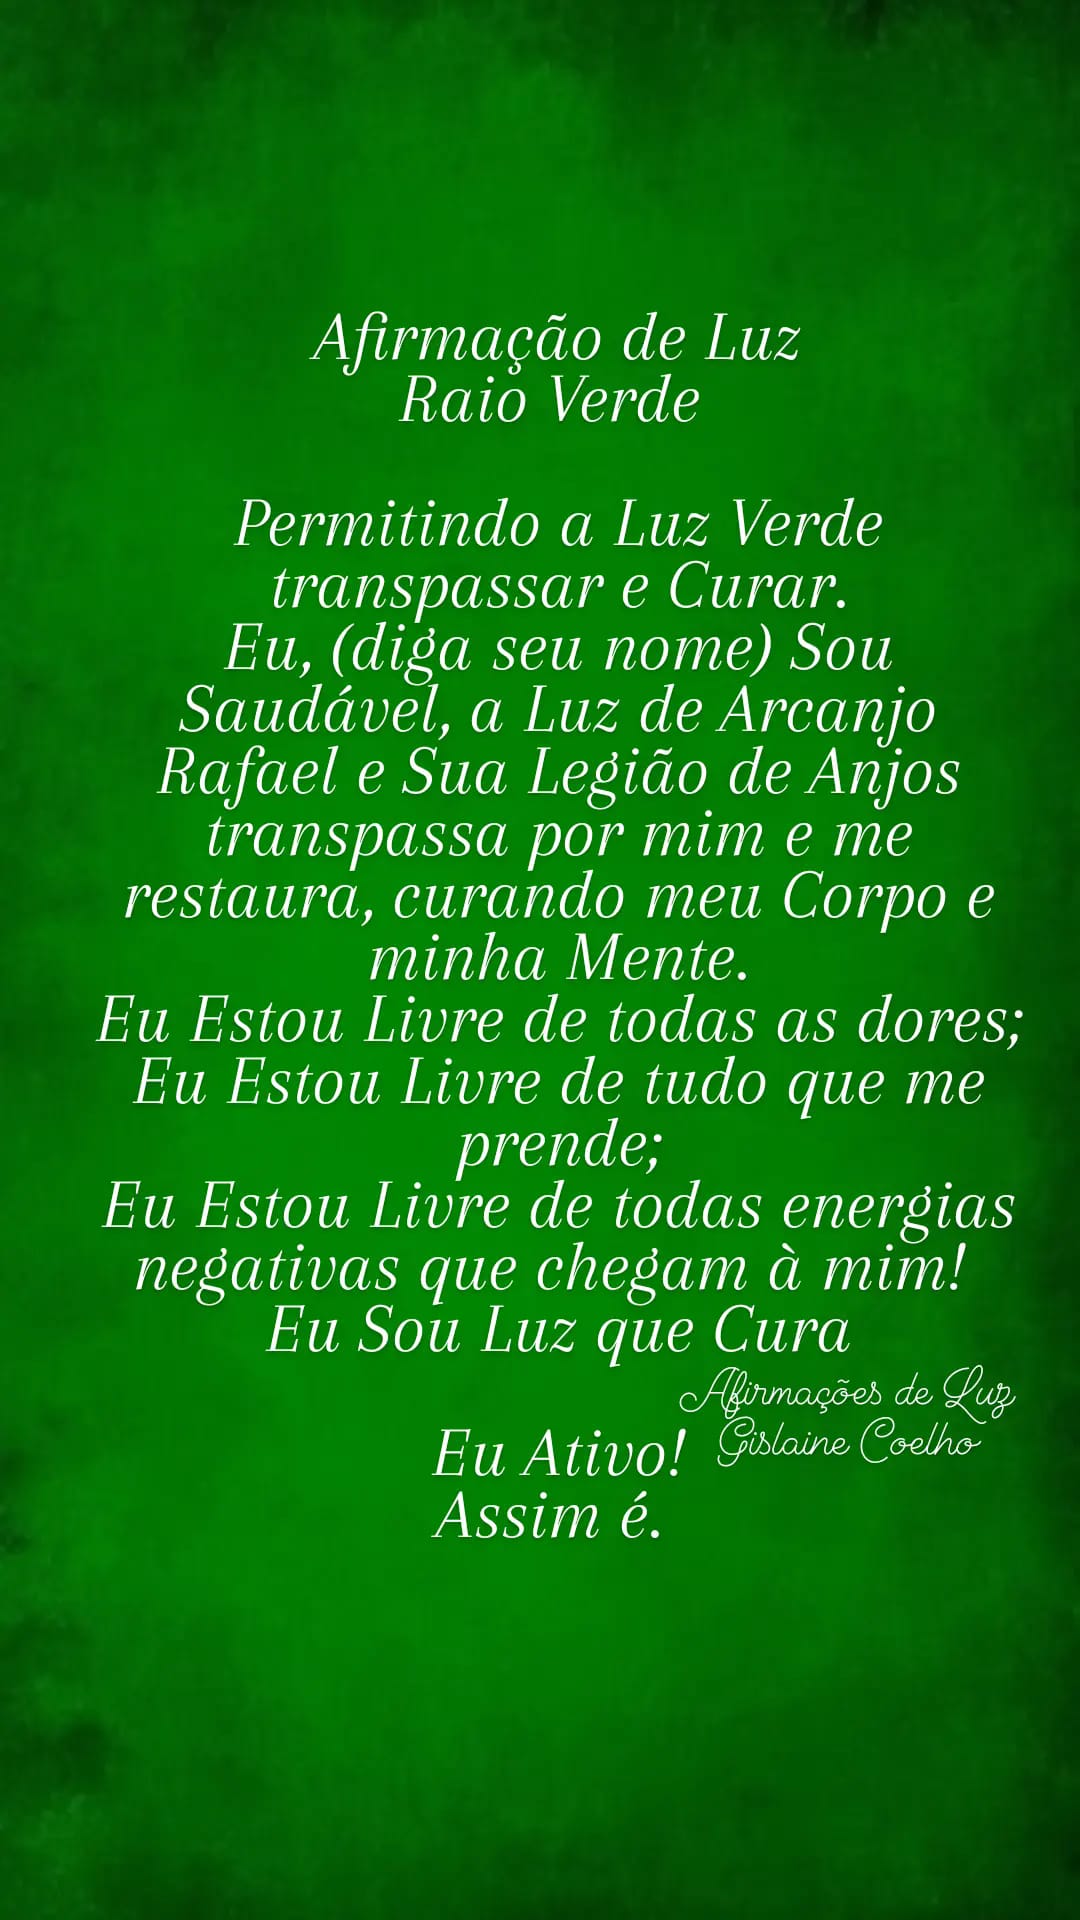 Afirmação de Luz
Raio Verde
Permitindo a Luz Verde
transpassar e Curar.
Eu, (diga seu nome) Sou
Saudável, a Luz de Arcanjo
Rafael e Sua Legião de Anjos
transpassa por mim e me
restaura, curando meu Corpo e
minha Mente.
Eu Estou Livre de todas as dores;
Eu Estou Livre de tudo que me
prende;
Eu Estou Livre de todas energias
negativas que chegam à mim!
Eu Sou Luz que Cura
Afirmações de Luz
Gislaine Coelho
Eu Ativo!
Assim é.